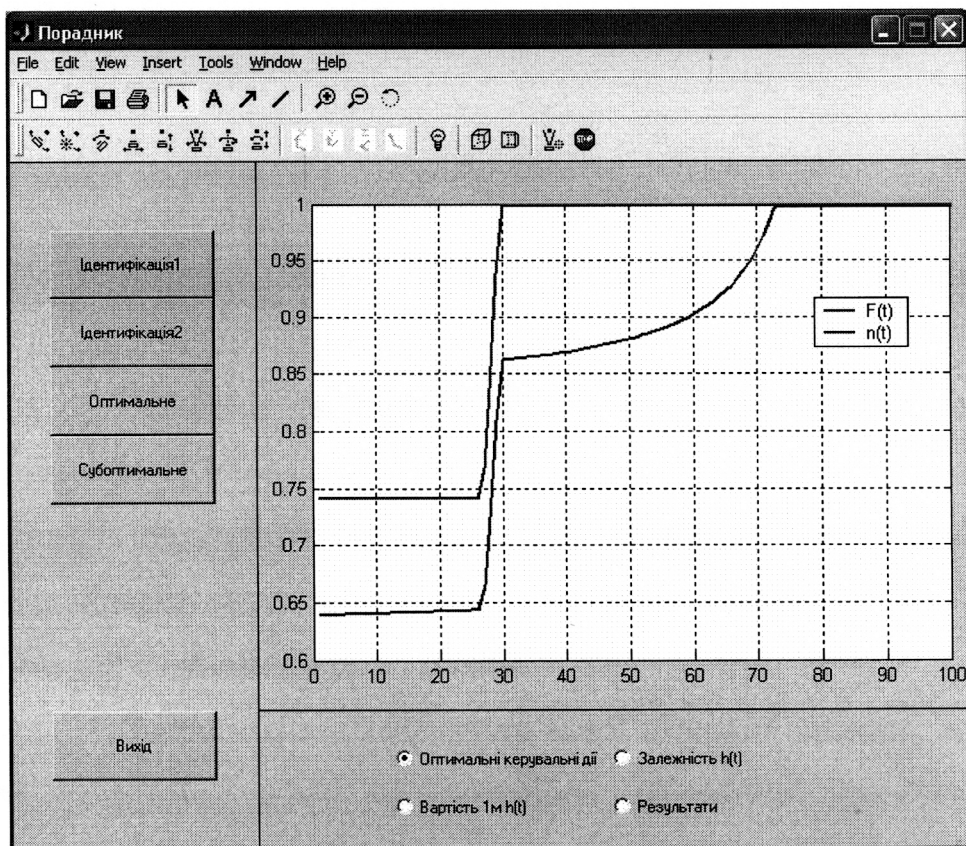 Порадник
File Edit View Insert Tools Window Help
A
STOP
Ідентифікація1
Ідентифікація2
Оптимальне
Субоптимальне
Вихід
1
0.95
0.9
0.85
0.8
0.75
0.7
0.65
0.6
F(t)
n(t)
0 10 20 30 40 50 60 70 80 90 100
Оптимальні керувальні дії Залежність h(t)
Вартість 1м h(t) Результати